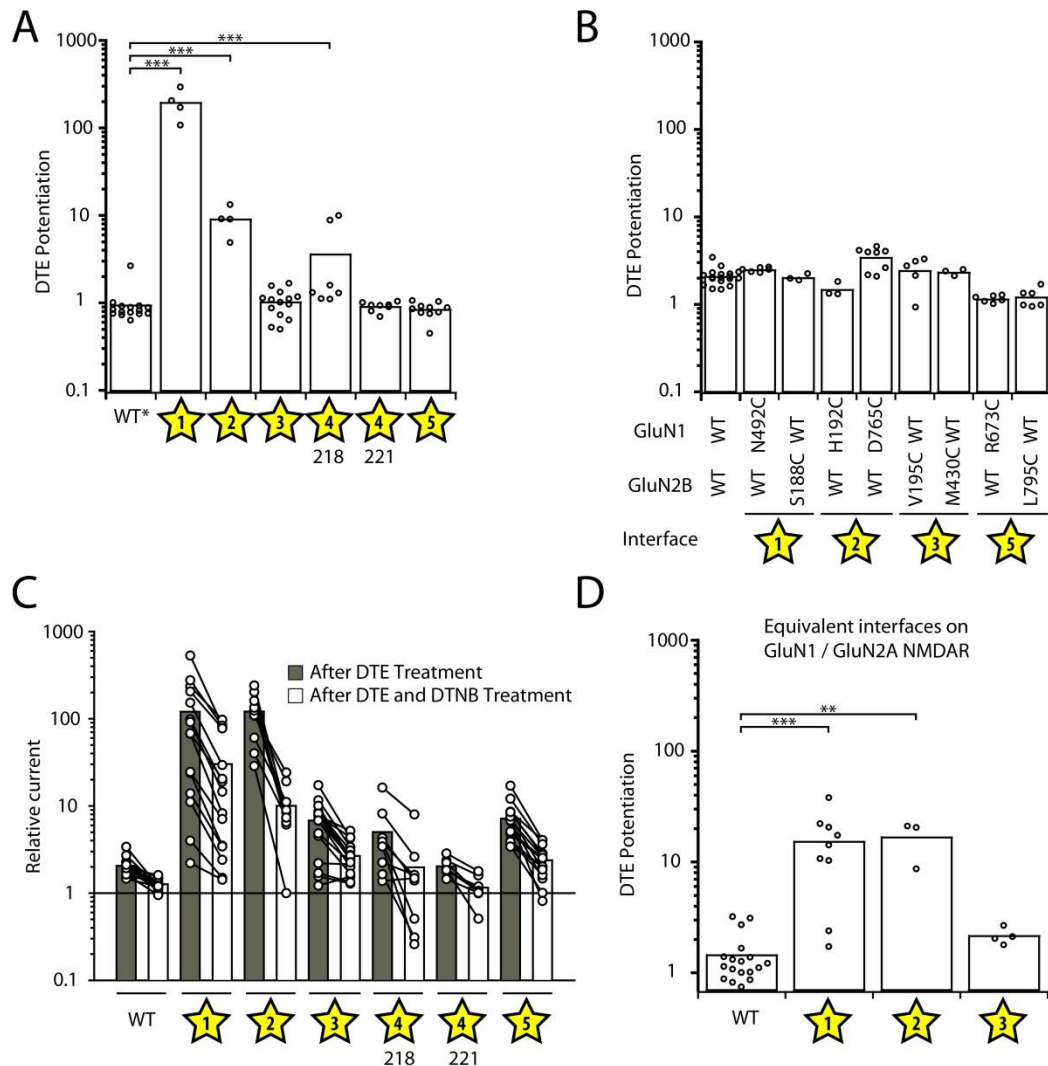 A
1000
100
10
1
0.1
DTE Potentiation
***
***
***
WT*
1
2
3
4
4
5
218
221
B
1000
100
10
1
0.1
DTE Potentiation
GluN1
WT
N492C
WT
H192C
D765C
WT
WT
R673C
WT
GluN2B
WT
WT
S188C
WT
WT
V195C
M430C
WT
L795C
Interface
1
2
3
5
C
1000
100
10
1
0.1
Relative current
After DTE Treatment
After DTE and DTNB Treatment
WT
1
2
3
4
4
5
218
221
D
Equivalent interfaces on
GluN1 / GluN2A NMDAR
1000
100
10
1
DTE Potentiation
**
***
WT
1
2
3